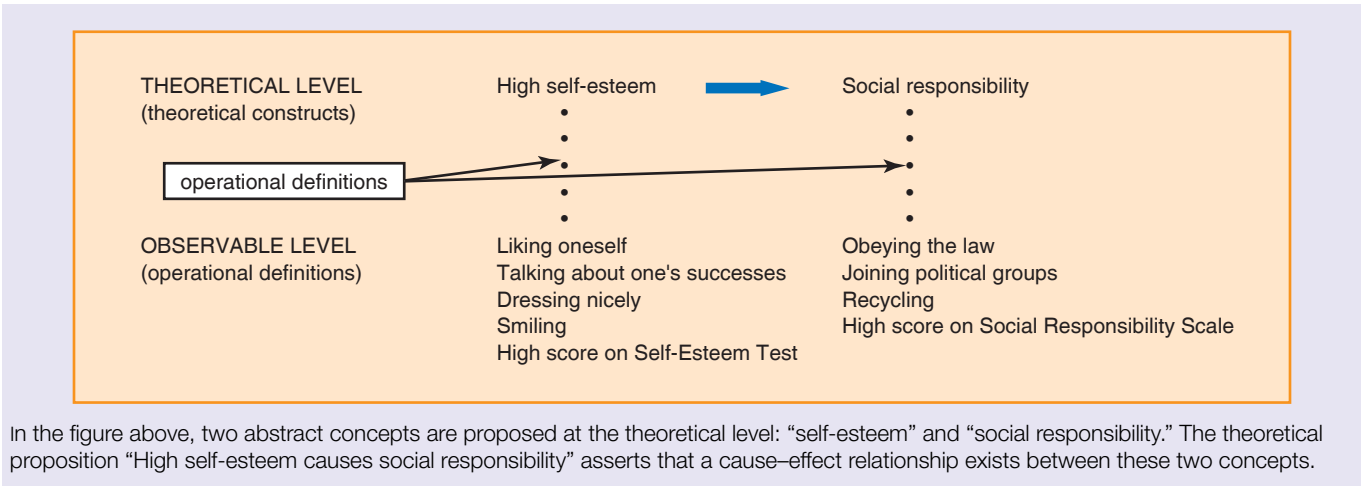 THEORETICAL LEVEL
(theoretical constructs)
High self-esteem
Social responsibility
operational definitions
OBSERVABLE LEVEL
(operational definitions)
Liking oneself
Talking about one's successes
Dressing nicely
Smiling
High score on Self-Esteem Test
Obeying the law
Joining political groups
Recycling
High score on Social Responsibility Scale
In the figure above, two abstract concepts are proposed at the theoretical level: “self-esteem” and “social responsibility.” The theoretical
proposition “High self-esteem causes social responsibility” asserts that a cause–effect relationship exists between these two concepts.